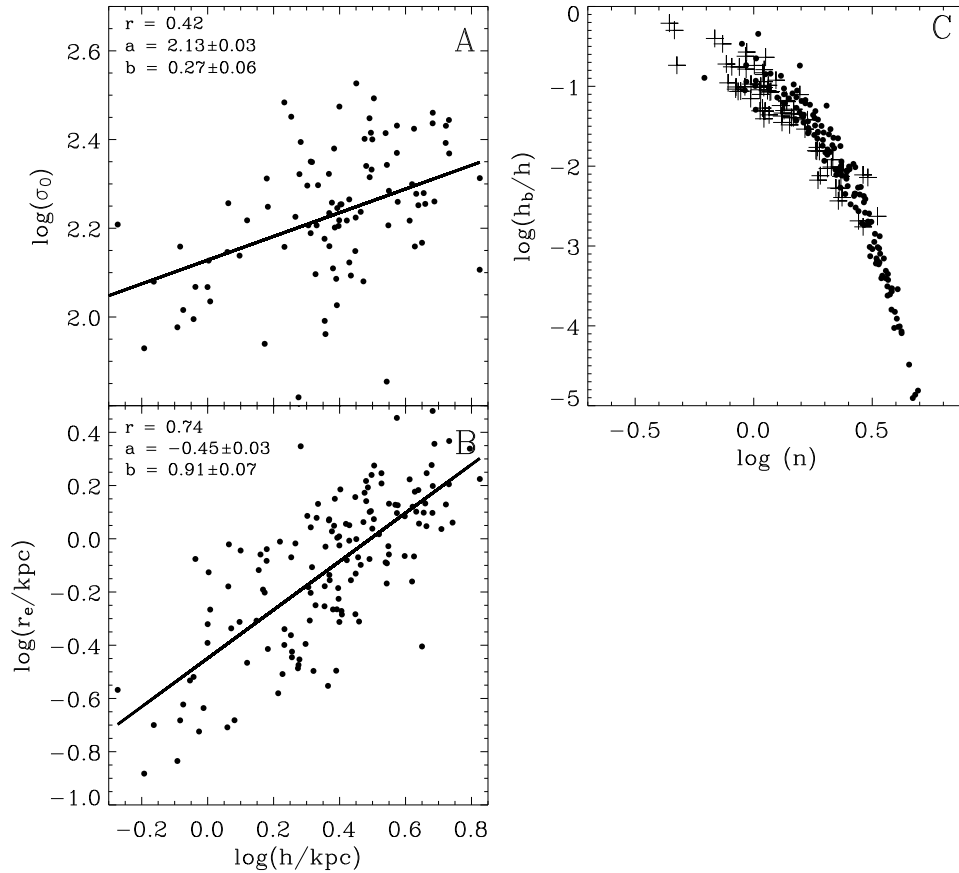 r = 0.42
a = 2.13±0.03
b = 0.27±0.06
A
2.6
2.4
2.2
2.0
log(σ0)
r = 0.74
a = −0.45±0.03
b = 0.91±0.07
B
0.4
0.2
0.0
−0.2
−0.4
−0.6
−0.8
−1.0
log(re/kpc)
−0.2 0.0 0.2 0.4 0.6 0.8
log(h/kpc)
C
0
−1
−2
−3
−4
−5
log(hb/h)
−0.5 0.0 0.5
log (n)